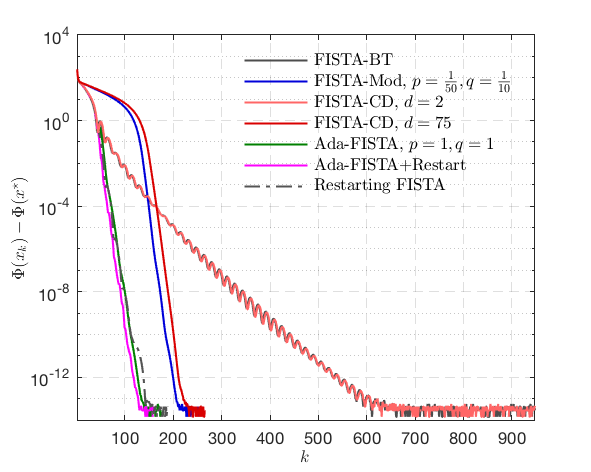 10^4
10^0
10^-4
10^-8
10^-12
Φ(x_k) − Φ(x*)
FISTA-BT
FISTA-Mod, p = 1/50, q = 1/10
FISTA-CD, d = 2
FISTA-CD, d = 75
Ada-FISTA, p = 1, q = 1
Ada-FISTA+Restart
Restarting FISTA
100 200 300 400 500 600 700 800 900
k